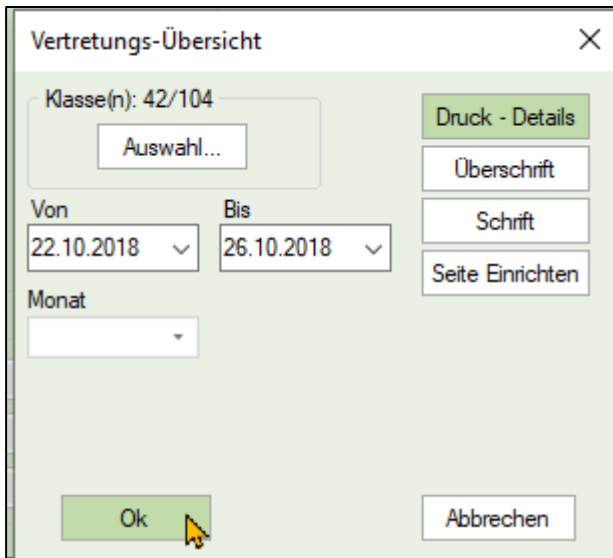 Vertretungs-Übersicht
Klasse(n): 42/104
Auswahl...
Druck - Details
Überschrift
Schrift
Seite Einrichten
Von
Bis
22.10.2018
26.10.2018
Monat
Ok
Abbrechen